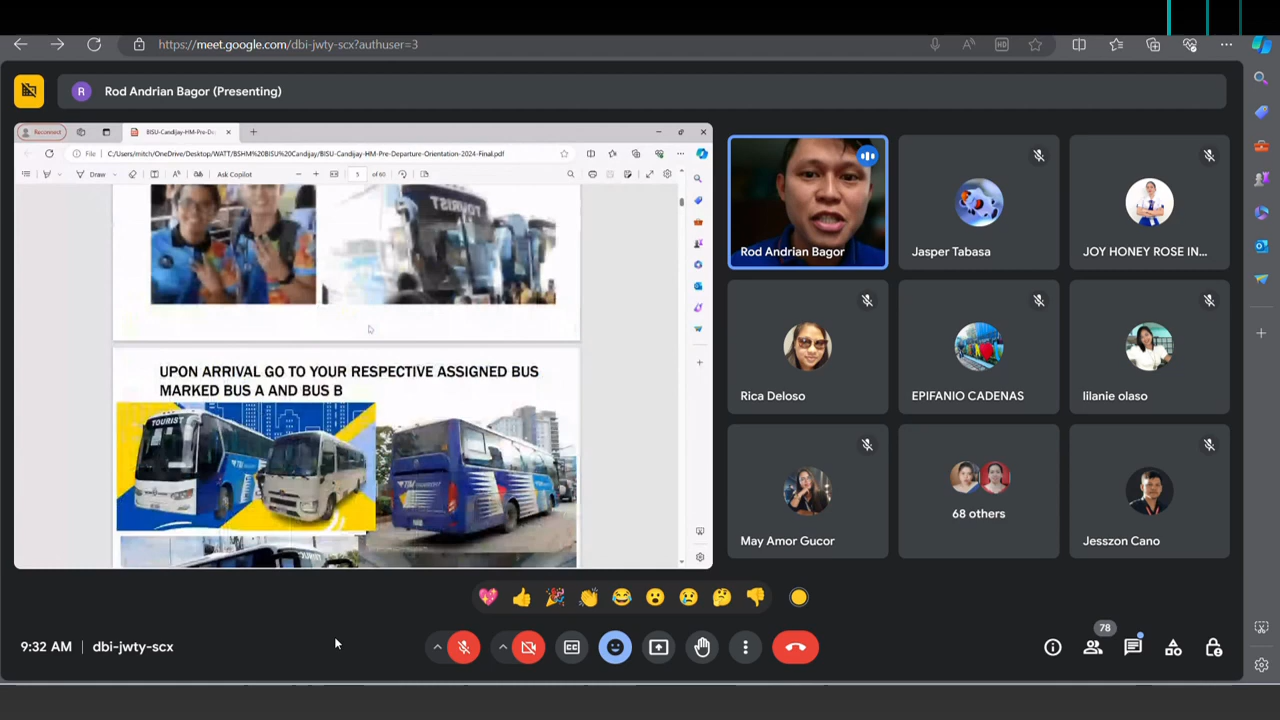 https://meet.google.com/dbi-jwty-scx?authuser=3
R
Rod Andrian Bagor (Presenting)
Reconnect
BISU-Candijay-HM-Pre-De
File
C:/Users/mitch/OneDrive/Desktop/WATT/BSHM%20BISU%20Candijay/BISU-Candijay-HM-Pre-Departure-Orientation-2024-Final.pdf
Draw
Ask Copilot
5 of 60
TOURIST
UPON ARRIVAL GO TO YOUR RESPECTIVE ASSIGNED BUS
MARKED BUS A AND BUS B
TOURIST
Rod Andrian Bagor
Jasper Tabasa
JOY HONEY ROSE IN...
Rica Deloso
EPIFANIO CADENAS
lilanie olaso
May Amor Gucor
68 others
Jesszon Cano
9:32 AM
dbi-jwty-scx
CC
78